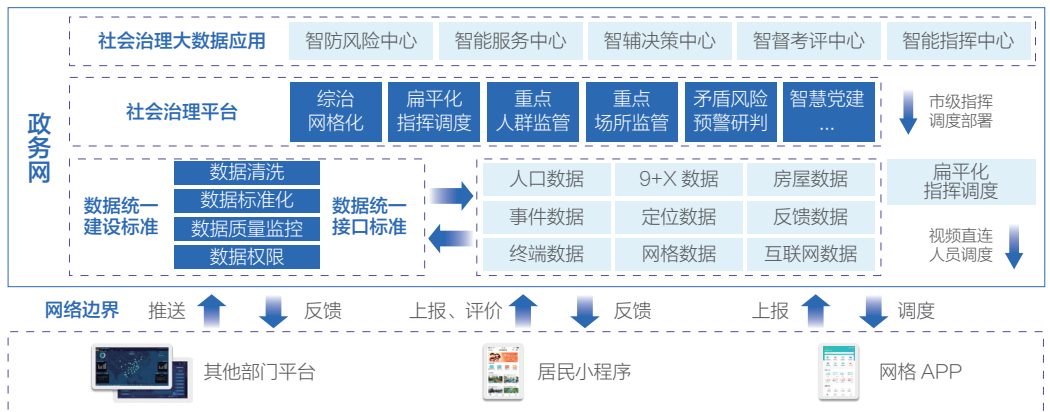 政务网
社会治理大数据应用
智防风险中心
智能服务中心
智辅决策中心
智督考评中心
智能指挥中心
社会治理平台
综治
网格化
扁平化
指挥调度
重点
人群监管
重点
场所监管
矛盾风险
预警研判
智慧党建
...
市级指挥
调度部署
数据统一
建设标准
数据清洗
数据标准化
数据质量监控
数据权限
数据统一
接口标准
人口数据
9+X 数据
房屋数据
事件数据
定位数据
反馈数据
终端数据
网格数据
互联网数据
扁平化
指挥调度
视频直连
人员调度
网络边界
推送
反馈
上报、评价
反馈
上报
调度
其他部门平台
居民小程序
网格 APP